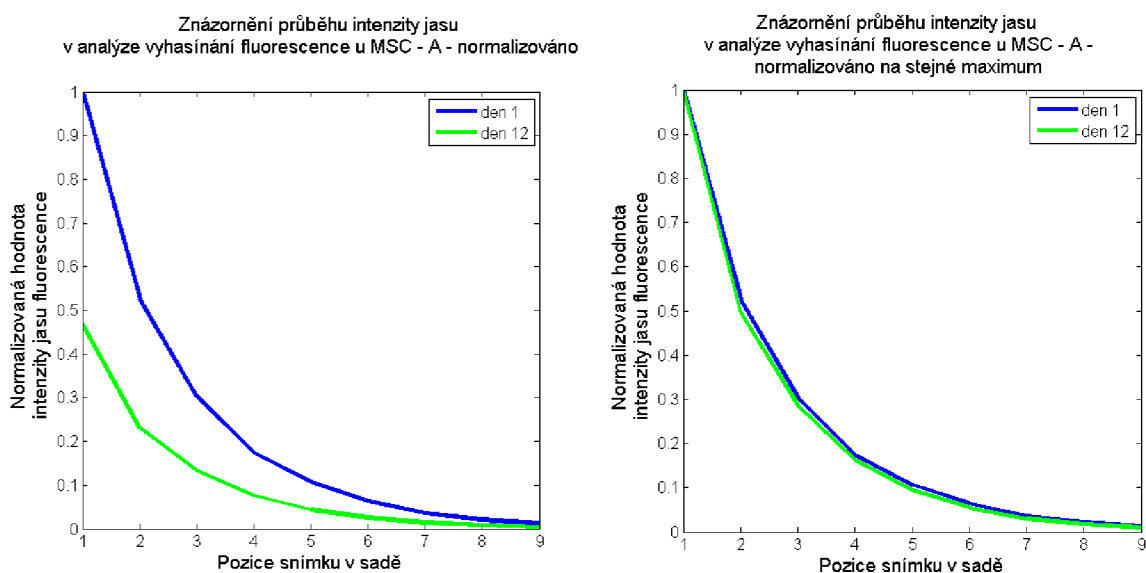 Znázornění průběhu intenzity jasu
v analýze vyhasínání fluorescence u MSC - A - normalizováno
1
0.9
0.8
0.7
0.6
0.5
0.4
0.3
0.2
0.1
0
Normalizovaná hodnota
intenzity jasu fluorescence
den 1
den 12
1 2 3 4 5 6 7 8 9
Pozice snímku v sadě
Znázornění průběhu intenzity jasu
v analýze vyhasínání fluorescence u MSC - A -
normalizováno na stejné maximum
1
0.9
0.8
0.7
0.6
0.5
0.4
0.3
0.2
0.1
0
Normalizovaná hodnota
intenzity jasu fluorescence
den 1
den 12
1 2 3 4 5 6 7 8 9
Pozice snímku v sadě